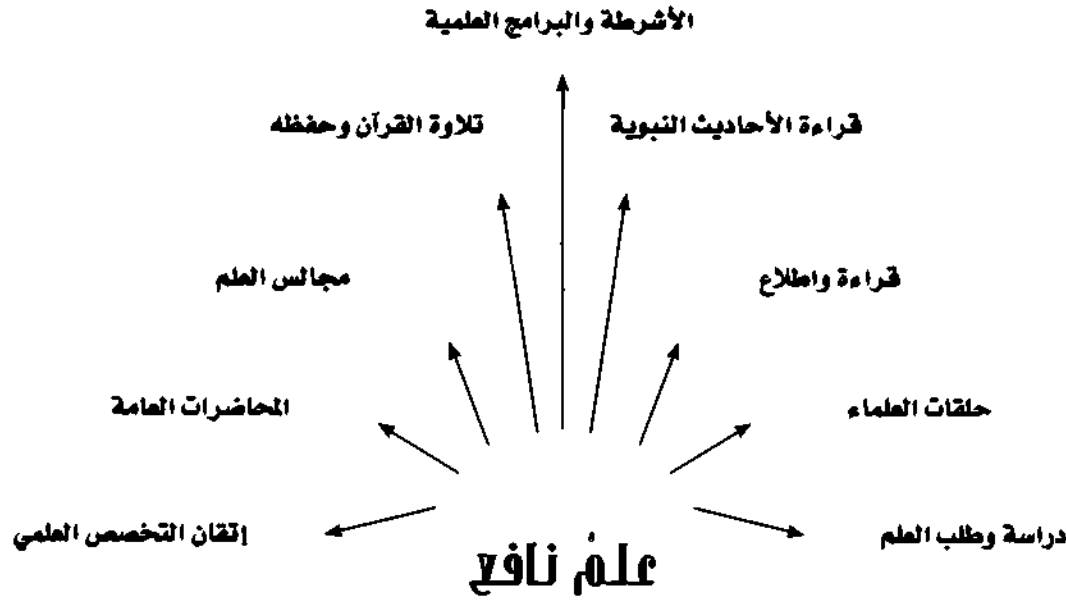 الأشرطة والبرامج العلمية
قراءة الأحاديث النبوية
تلاوة القرآن وحفظه
قراءة واطلاع
مجالس العلم
حلقات العلماء
المحاضرات العامة
دراسة وطلب العلم
إتقان التخصص العلمي
علمٌ نافع